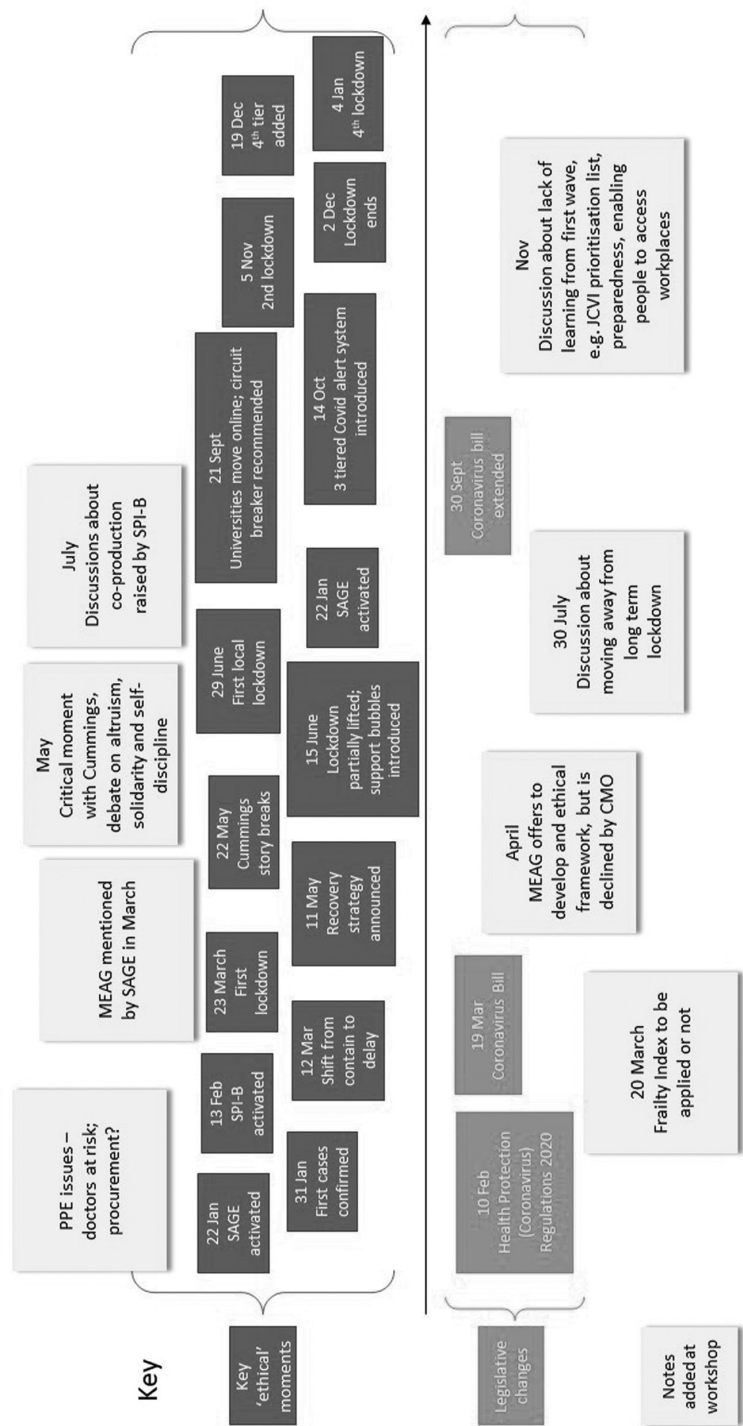 Key
Key
'ethical'
moments
Legislative
changes
Notes
added at
workshop
PPE issues –
doctors at risk;
procurement?
MEAG mentioned
by SAGE in March
May
Critical moment
with Cummings,
debate on altruism,
solidarity and self-
discipline
July
Discussions about
co-production
raised by SPI-B
22 Jan
SAGE
activated
13 Feb
SPI-B
activated
23 March
First
lockdown
22 May
Cummings
story breaks
29 June
First local
lockdown
21 Sept
Universities move online; circuit
breaker recommended
5 Nov
2nd lockdown
19 Dec
4th tier
added
31 Jan
First cases
confirmed
12 Mar
Shift from
contain to
delay
11 May
Recovery
strategy
announced
15 June
Lockdown
partially lifted;
support bubbles
introduced
22 Jan
SAGE
activated
14 Oct
3 tiered Covid alert system
introduced
2 Dec
Lockdown
ends
4 Jan
4th lockdown
10 Feb
Health Protection
(Coronavirus)
Regulations 2020
19 Mar
Coronavirus Bill
30 Sept
Coronavirus bill
extended
20 March
Frailty Index to be
applied or not
April
MEAG offers to
develop and ethical
framework, but is
declined by CMO
30 July
Discussion about
moving away from
long term
lockdown
Nov
Discussion about lack of
learning from first wave,
e.g. JCVI prioritisation list,
preparedness, enabling
people to access
workplaces